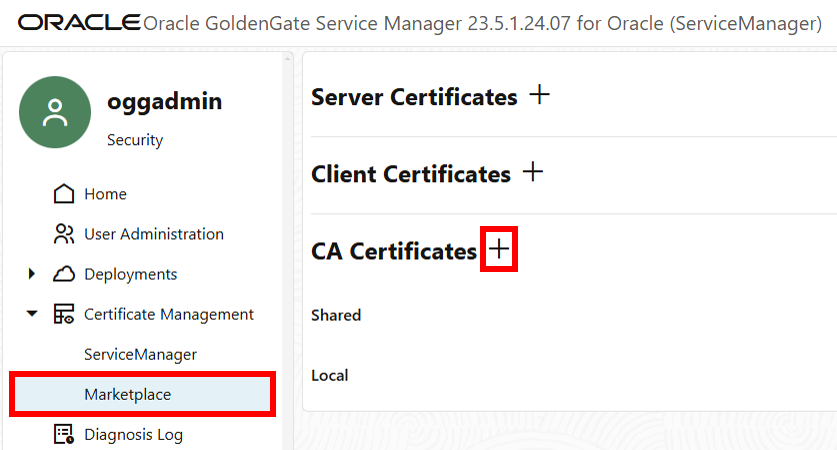 ORACLE Oracle GoldenGate Service Manager 23.5.1.24.07 for Oracle (ServiceManager)
oggadmin
Security
Home
User Administration
Deployments
Certificate Management
ServiceManager
Marketplace
Diagnosis Log
Server Certificates
Client Certificates
CA Certificates
Shared
Local